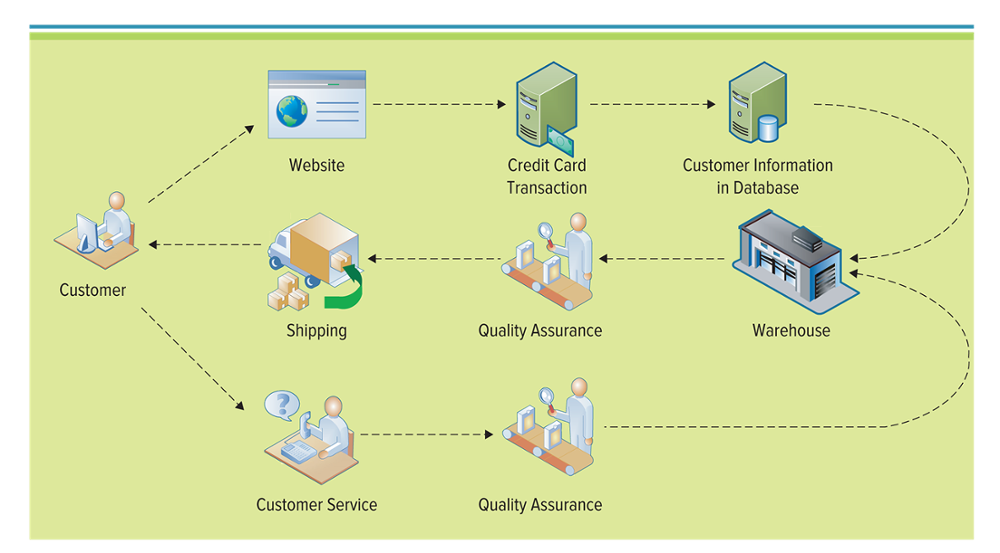 Website
Credit Card
Transaction
Customer Information
in Database
Customer
Shipping
Quality Assurance
Warehouse
?
Customer Service
Quality Assurance